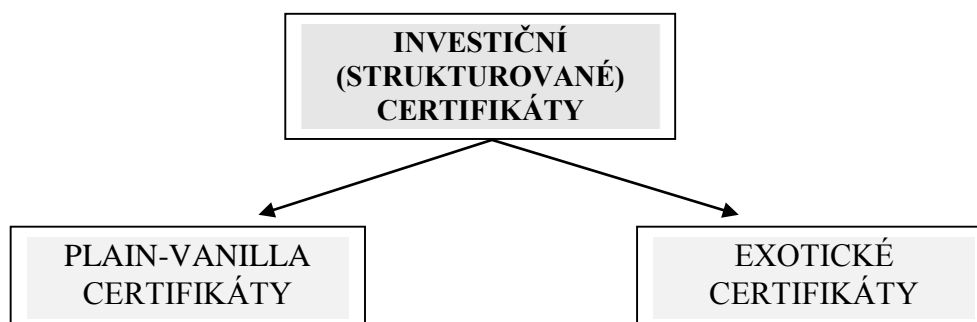 INVESTIČNÍ
(STRUKTUROVANÉ)
CERTIFIKÁTY
PLAIN-VANILLA
CERTIFIKÁTY
EXOTICKÉ
CERTIFIKÁTY